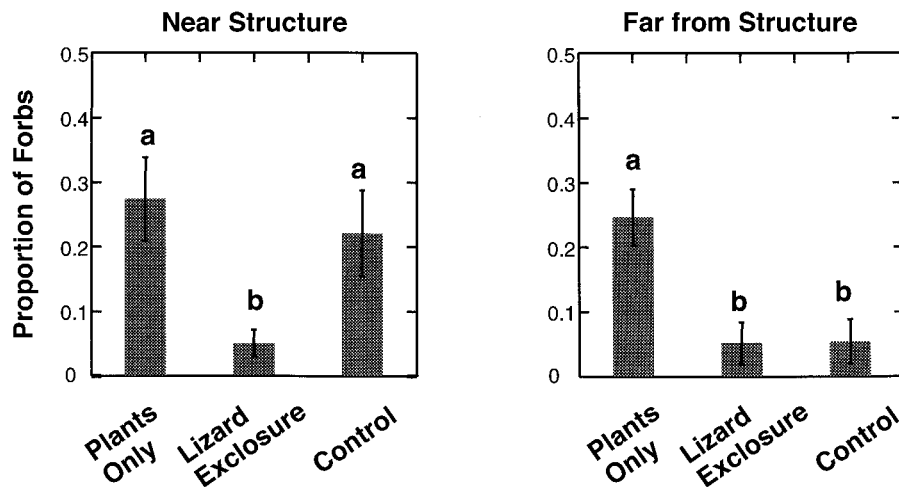 Near Structure
Proportion of Forbs
0.5
0.4
0.3
0.2
0.1
0
a
b
a
Plants
Only
Lizard
Exclosure
Control
Far from Structure
0.5
0.4
0.3
0.2
0.1
0
a
b
b
Plants
Only
Lizard
Exclosure
Control